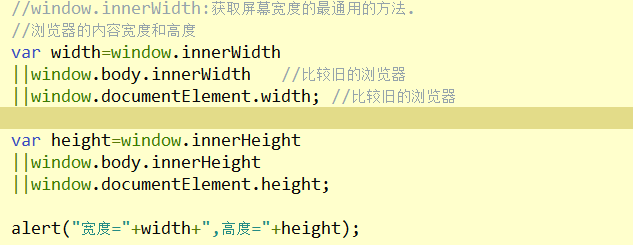 //window.innerWidth:获取屏幕宽度的最通用的方法.
//浏览器的内容宽度和高度
var width=window.innerWidth
||window.body.innerWidth   //比较旧的浏览器
||window.documentElement.width; //比较旧的浏览器
var height=window.innerHeight
||window.body.innerHeight
||window.documentElement.height;
alert("宽度="+width+",高度="+height);